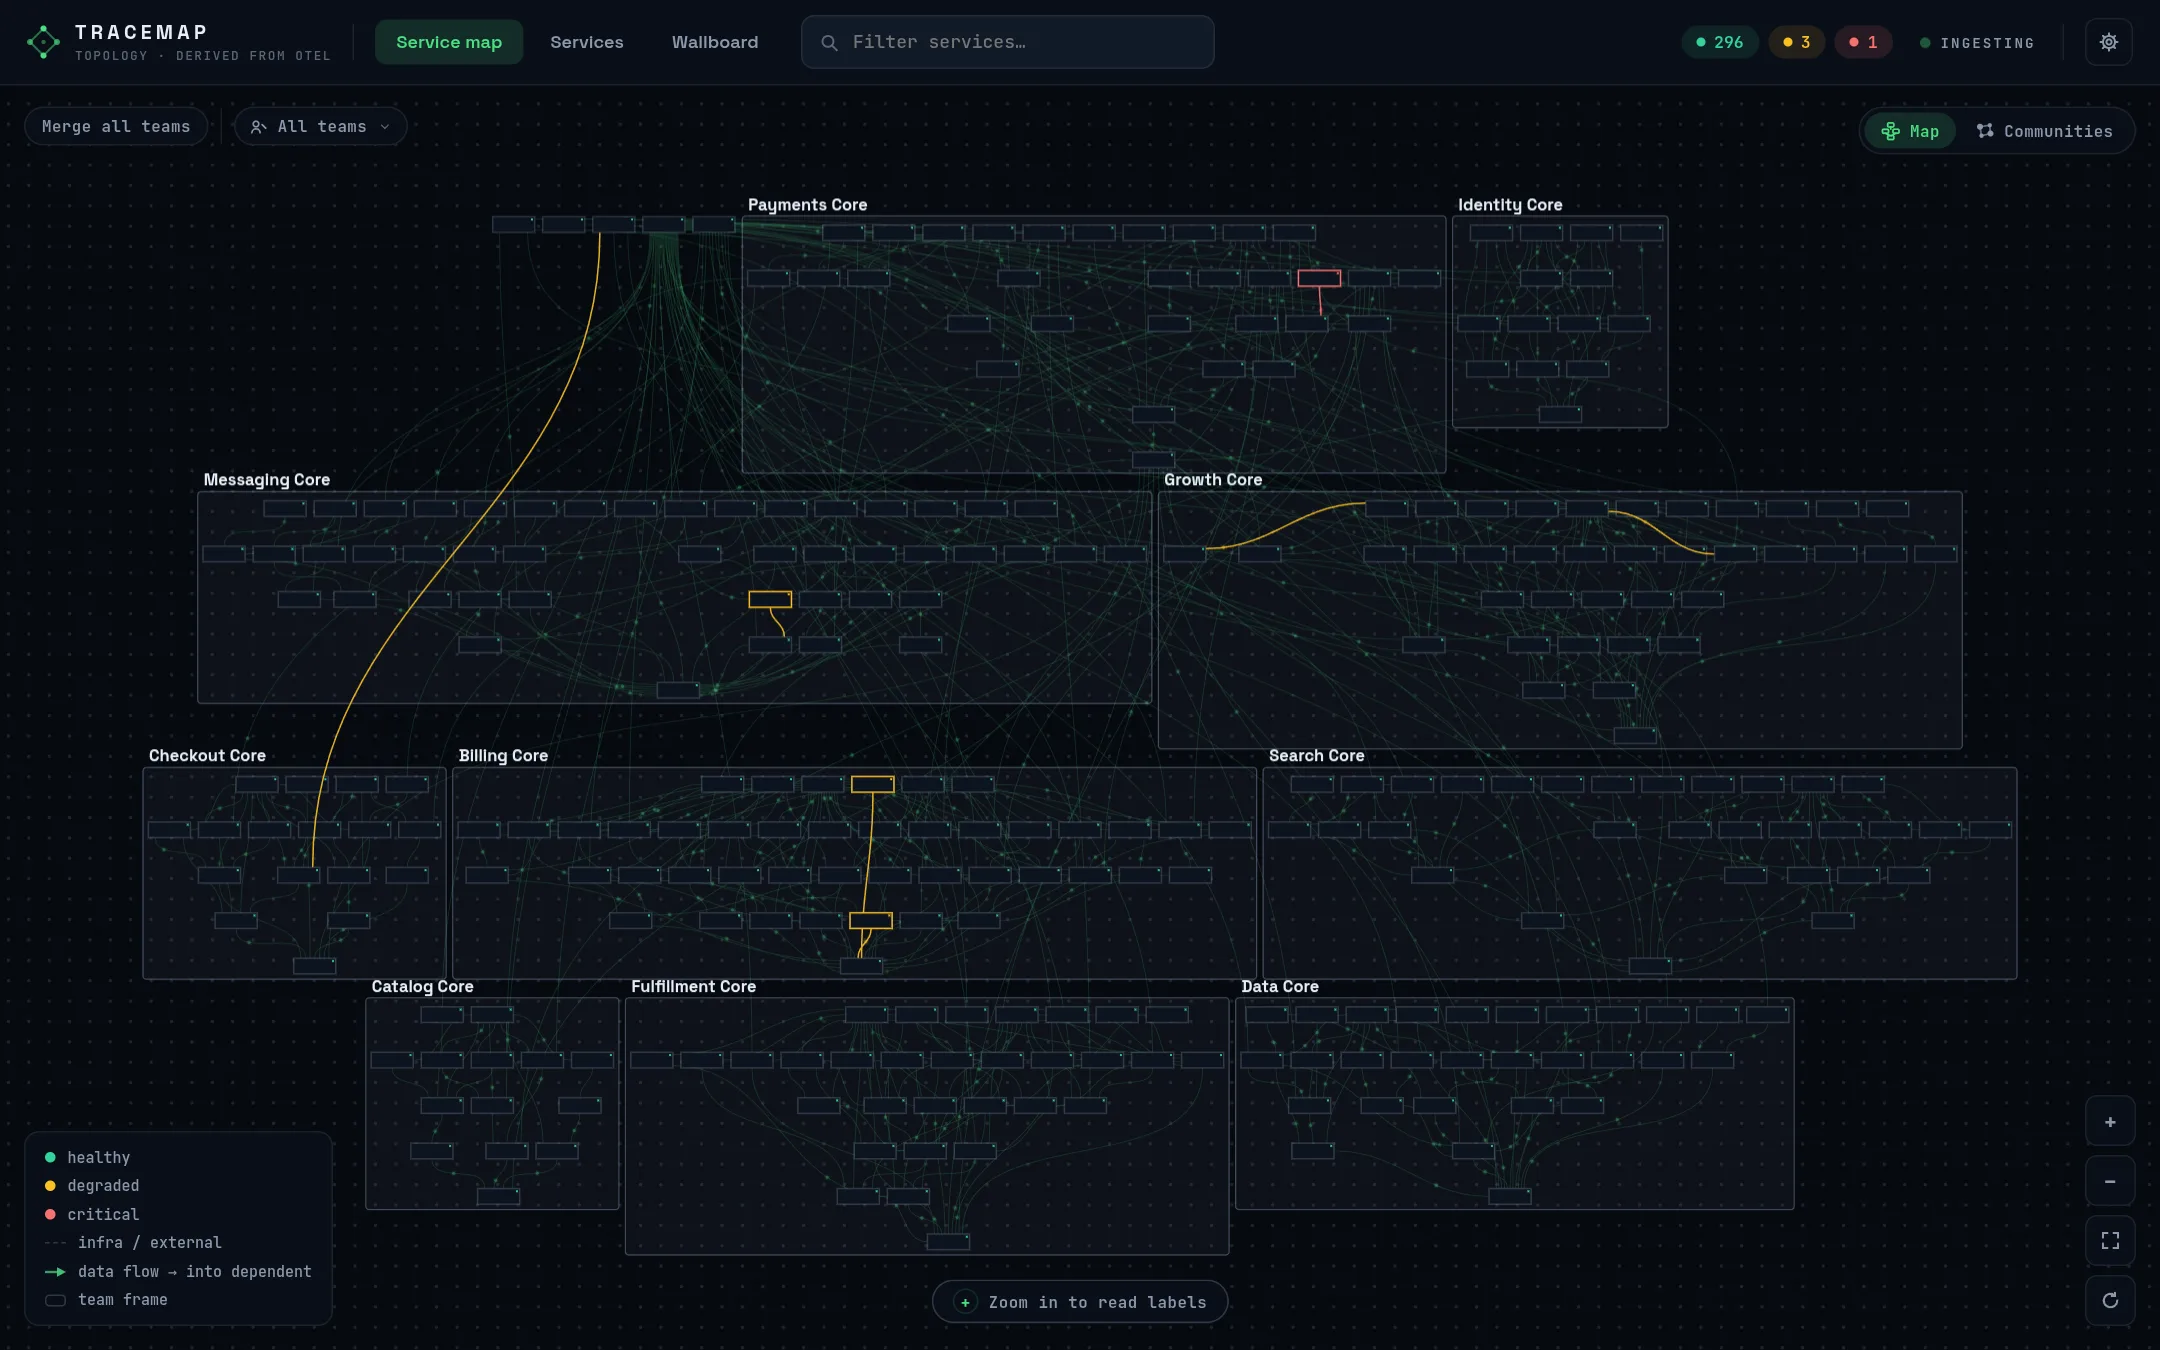 TRACEMAP
TOPOLOGY · DERIVED FROM OTEL
Service map
Services
Wallboard
Filter services…
296
3
1
INGESTING
Merge all teams
All teams
Map
Communities
Payments Core
Identity Core
Messaging Core
Growth Core
Checkout Core
Billing Core
Search Core
Catalog Core
Fulfillment Core
Data Core
healthy
degraded
critical
infra / external
data flow → into dependent
team frame
+ Zoom in to read labels